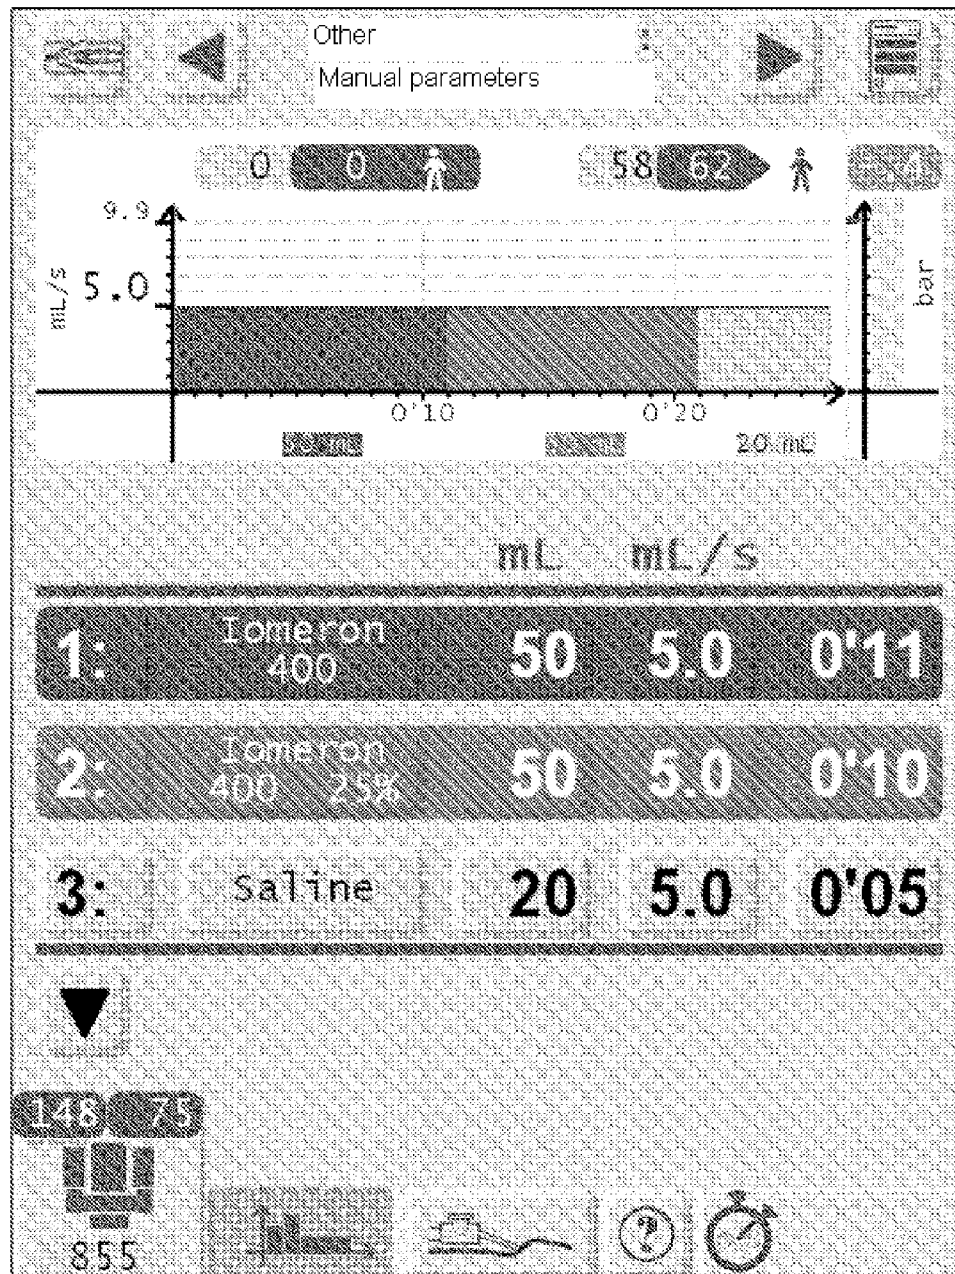 Other
Manual parameters
0 0 58 62
9.9
mL/s
5.0
bar
0'10 0'20
20 mL
mL mL/s
1: Iomeron 400 50 5.0 0'11
2: Iomeron 400 25% 50 5.0 0'10
3: Saline 20 5.0 0'05
148 75
?
855